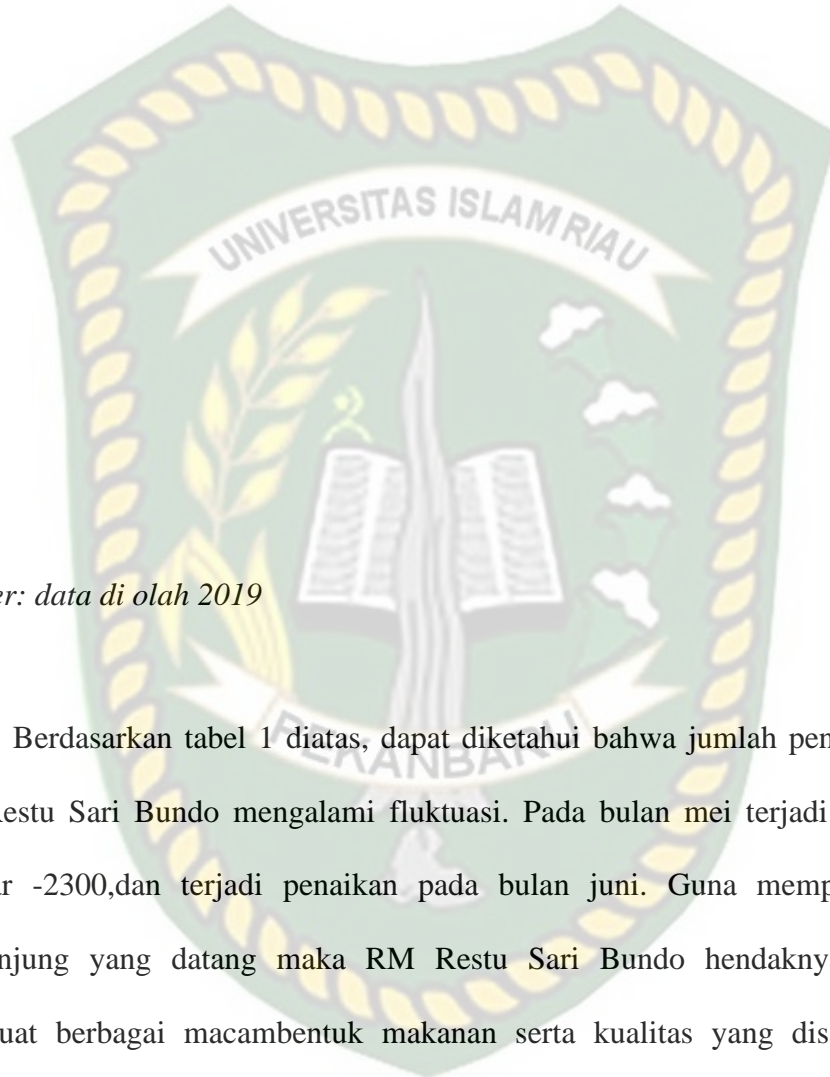 UNIVERSITAS ISLAM RIAU
er: data di olah 2019
PEKANBARU
Berdasarkan tabel 1 diatas, dapat diketahui bahwa jumlah pen
Restu Sari Bundo mengalami fluktuasi. Pada bulan mei terjadi
ar -2300,dan terjadi penaikan pada bulan juni. Guna memp
njung yang datang maka RM Restu Sari Bundo hendakny
uat berbagai macambentuk makanan serta kualitas yang dis